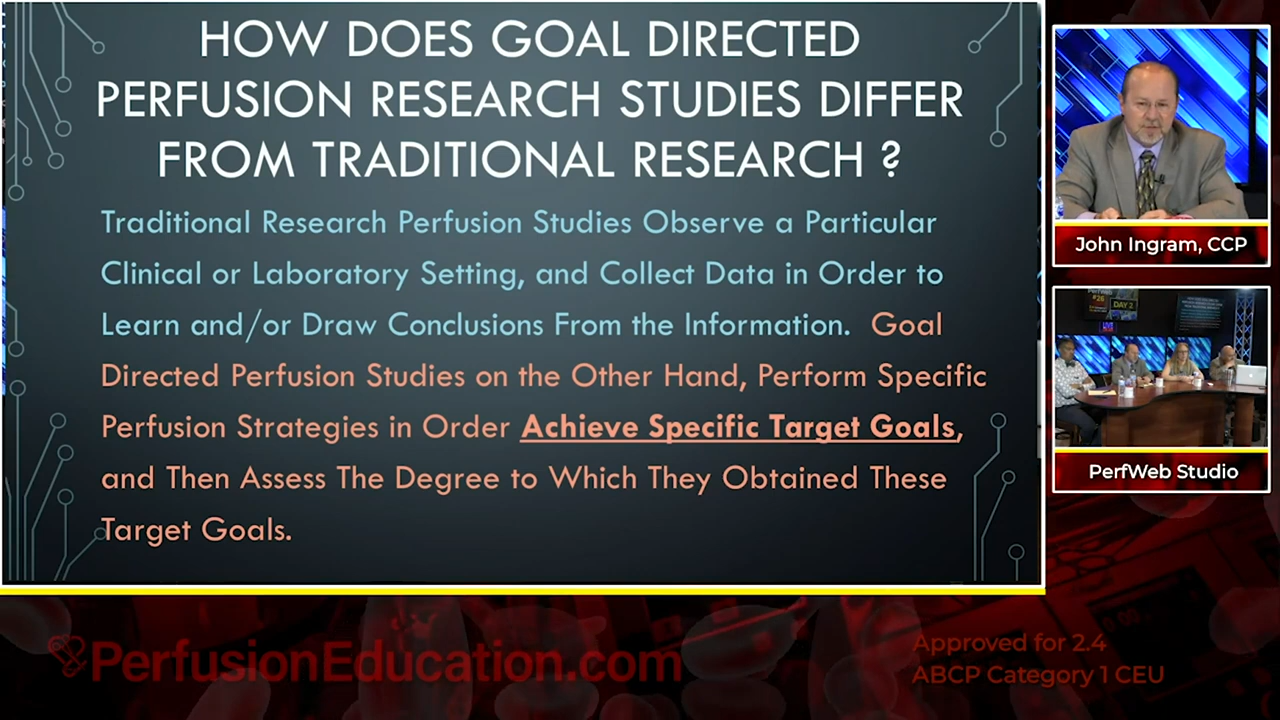 HOW DOES GOAL DIRECTED
PERFUSION RESEARCH STUDIES DIFFER
FROM TRADITIONAL RESEARCH ?
Traditional Research Perfusion Studies Observe a Particular
Clinical or Laboratory Setting, and Collect Data in Order to
Learn and/or Draw Conclusions From the Information. Goal
Directed Perfusion Studies on the Other Hand, Perform Specific
Perfusion Strategies in Order Achieve Specific Target Goals,
and Then Assess The Degree to Which They Obtained These
Target Goals.
John Ingram, CCP
DAY 2
PerfWeb Studio
PerfusionEducation.com
Approved for 2.4
ABCP Category 1 CEU